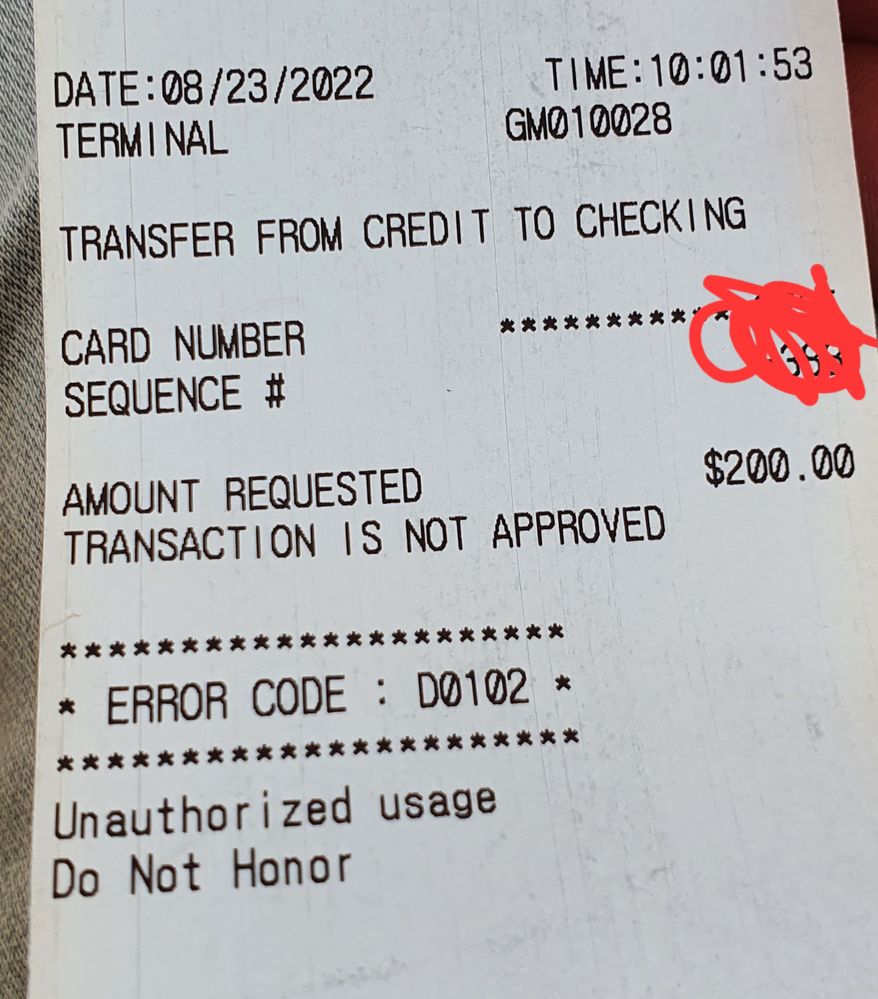 DATE:08/23/2022 TIME:10:01:53
TERMINAL GM010028
TRANSFER FROM CREDIT TO CHECKING
CARD NUMBER ***********
SEQUENCE #
AMOUNT REQUESTED $200.00
TRANSACTION IS NOT APPROVED
*********************
* ERROR CODE : D0102 *
**********************
Unauthorized usage
Do Not Honor